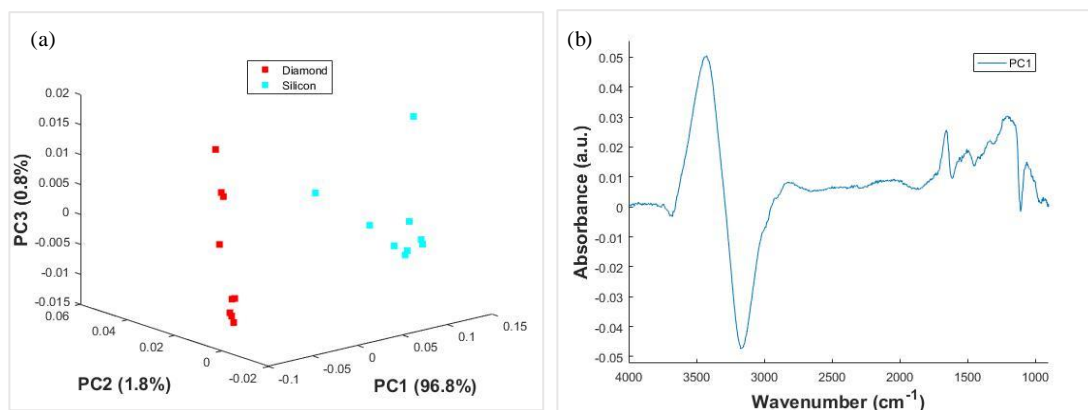 (a)
Diamond
Silicon
0.02
0.015
0.01
0.005
0
-0.005
-0.01
-0.015
PC3 (0.8%)
0.06
0.04
0.02
0
-0.02
PC2 (1.8%)
-0.1
-0.05
0
0.05
0.1
0.15
PC1 (96.8%)
(b)
PC1
0.05
0.04
0.03
0.02
0.01
0
-0.01
-0.02
-0.03
-0.04
-0.05
Absorbance (a.u.)
4000 3500 3000 2500 2000 1500 1000
Wavenumber (cm⁻¹)